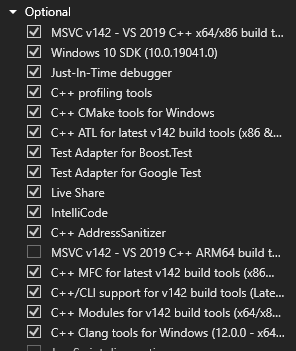 Optional
MSVC v142 - VS 2019 C++ x64/x86 build t...
Windows 10 SDK (10.0.19041.0)
Just-In-Time debugger
C++ profiling tools
C++ CMake tools for Windows
C++ ATL for latest v142 build tools (x86 &...
Test Adapter for Boost.Test
Test Adapter for Google Test
Live Share
IntelliCode
C++ AddressSanitizer
MSVC v142 - VS 2019 C++ ARM64 build t...
C++ MFC for latest v142 build tools (x86...
C++/CLI support for v142 build tools (Late...
C++ Modules for v142 build tools (x64/x8...
C++ Clang tools for Windows (12.0.0 - x64...